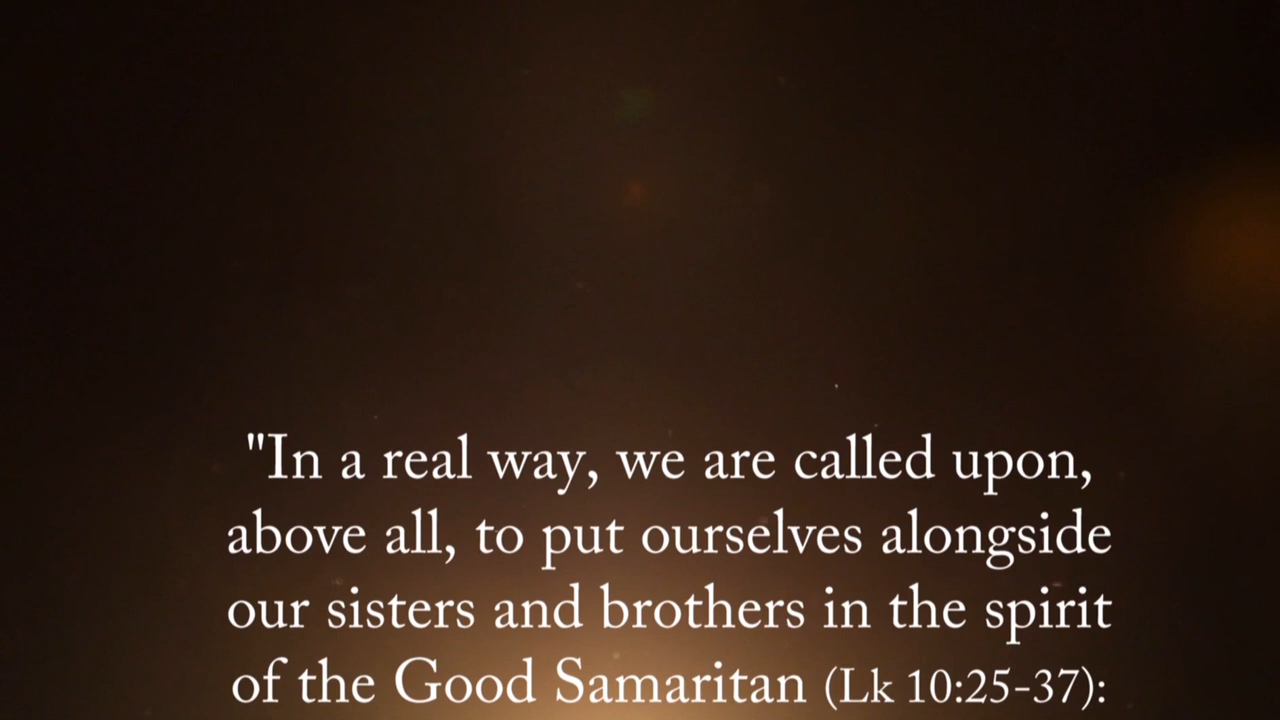 "In a real way, we are called upon,
above all, to put ourselves alongside
our sisters and brothers in the spirit
of the Good Samaritan (Lk 10:25-37):